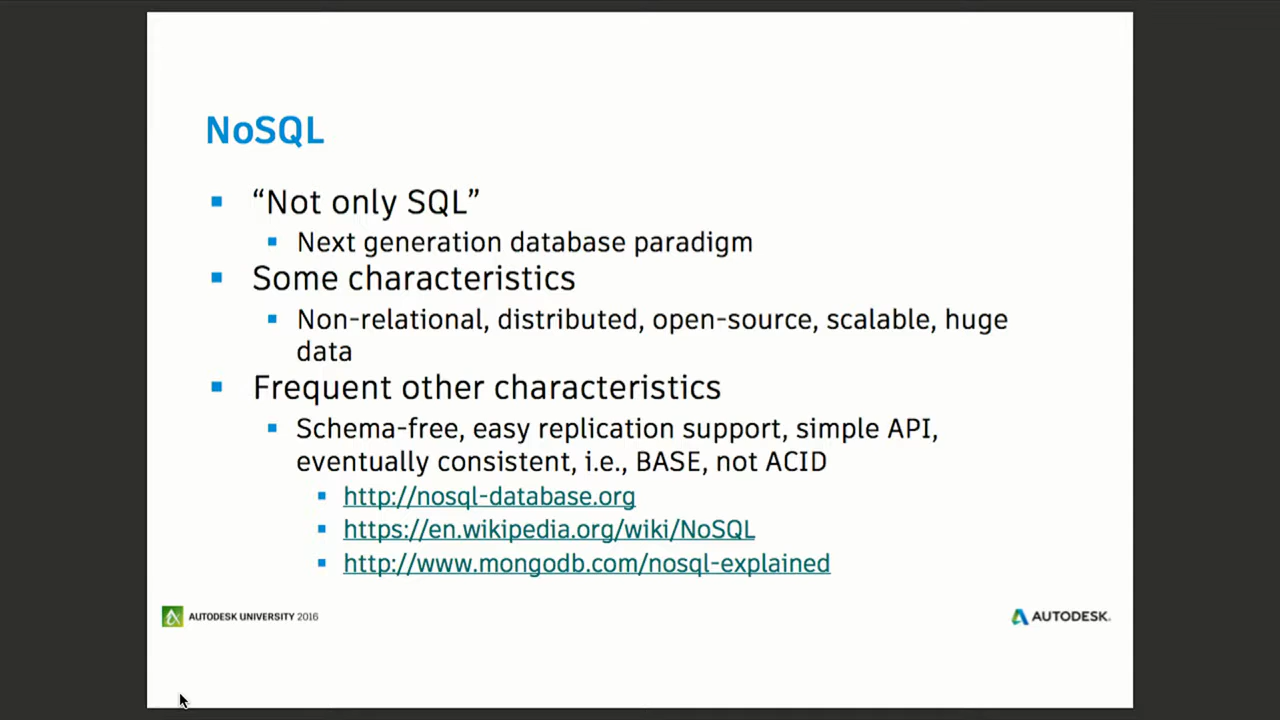 NoSQL
“Not only SQL”
Next generation database paradigm
Some characteristics
Non-relational, distributed, open-source, scalable, huge
data
Frequent other characteristics
Schema-free, easy replication support, simple API,
eventually consistent, i.e., BASE, not ACID
http://nosql-database.org
https://en.wikipedia.org/wiki/NoSQL
http://www.mongodb.com/nosql-explained
AUTODESK UNIVERSITY 2016
AUTODESK.